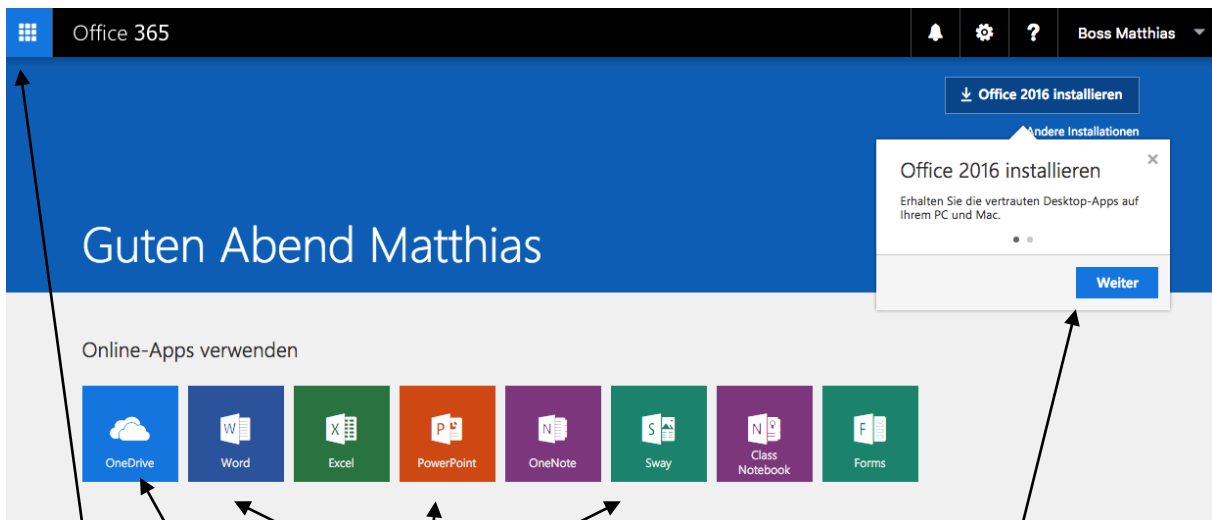 Office 365
?
Boss Matthias
Office 2016 installieren
Andere Installationen
Office 2016 installieren
×
Erhalten Sie die vertrauten Desktop-Apps auf
Ihrem PC und Mac.
Weiter
Guten Abend Matthias
Online-Apps verwenden
OneDrive
W
Word
X
Excel
P
PowerPoint
N
OneNote
S
Sway
N
Class
Notebook
F
Forms